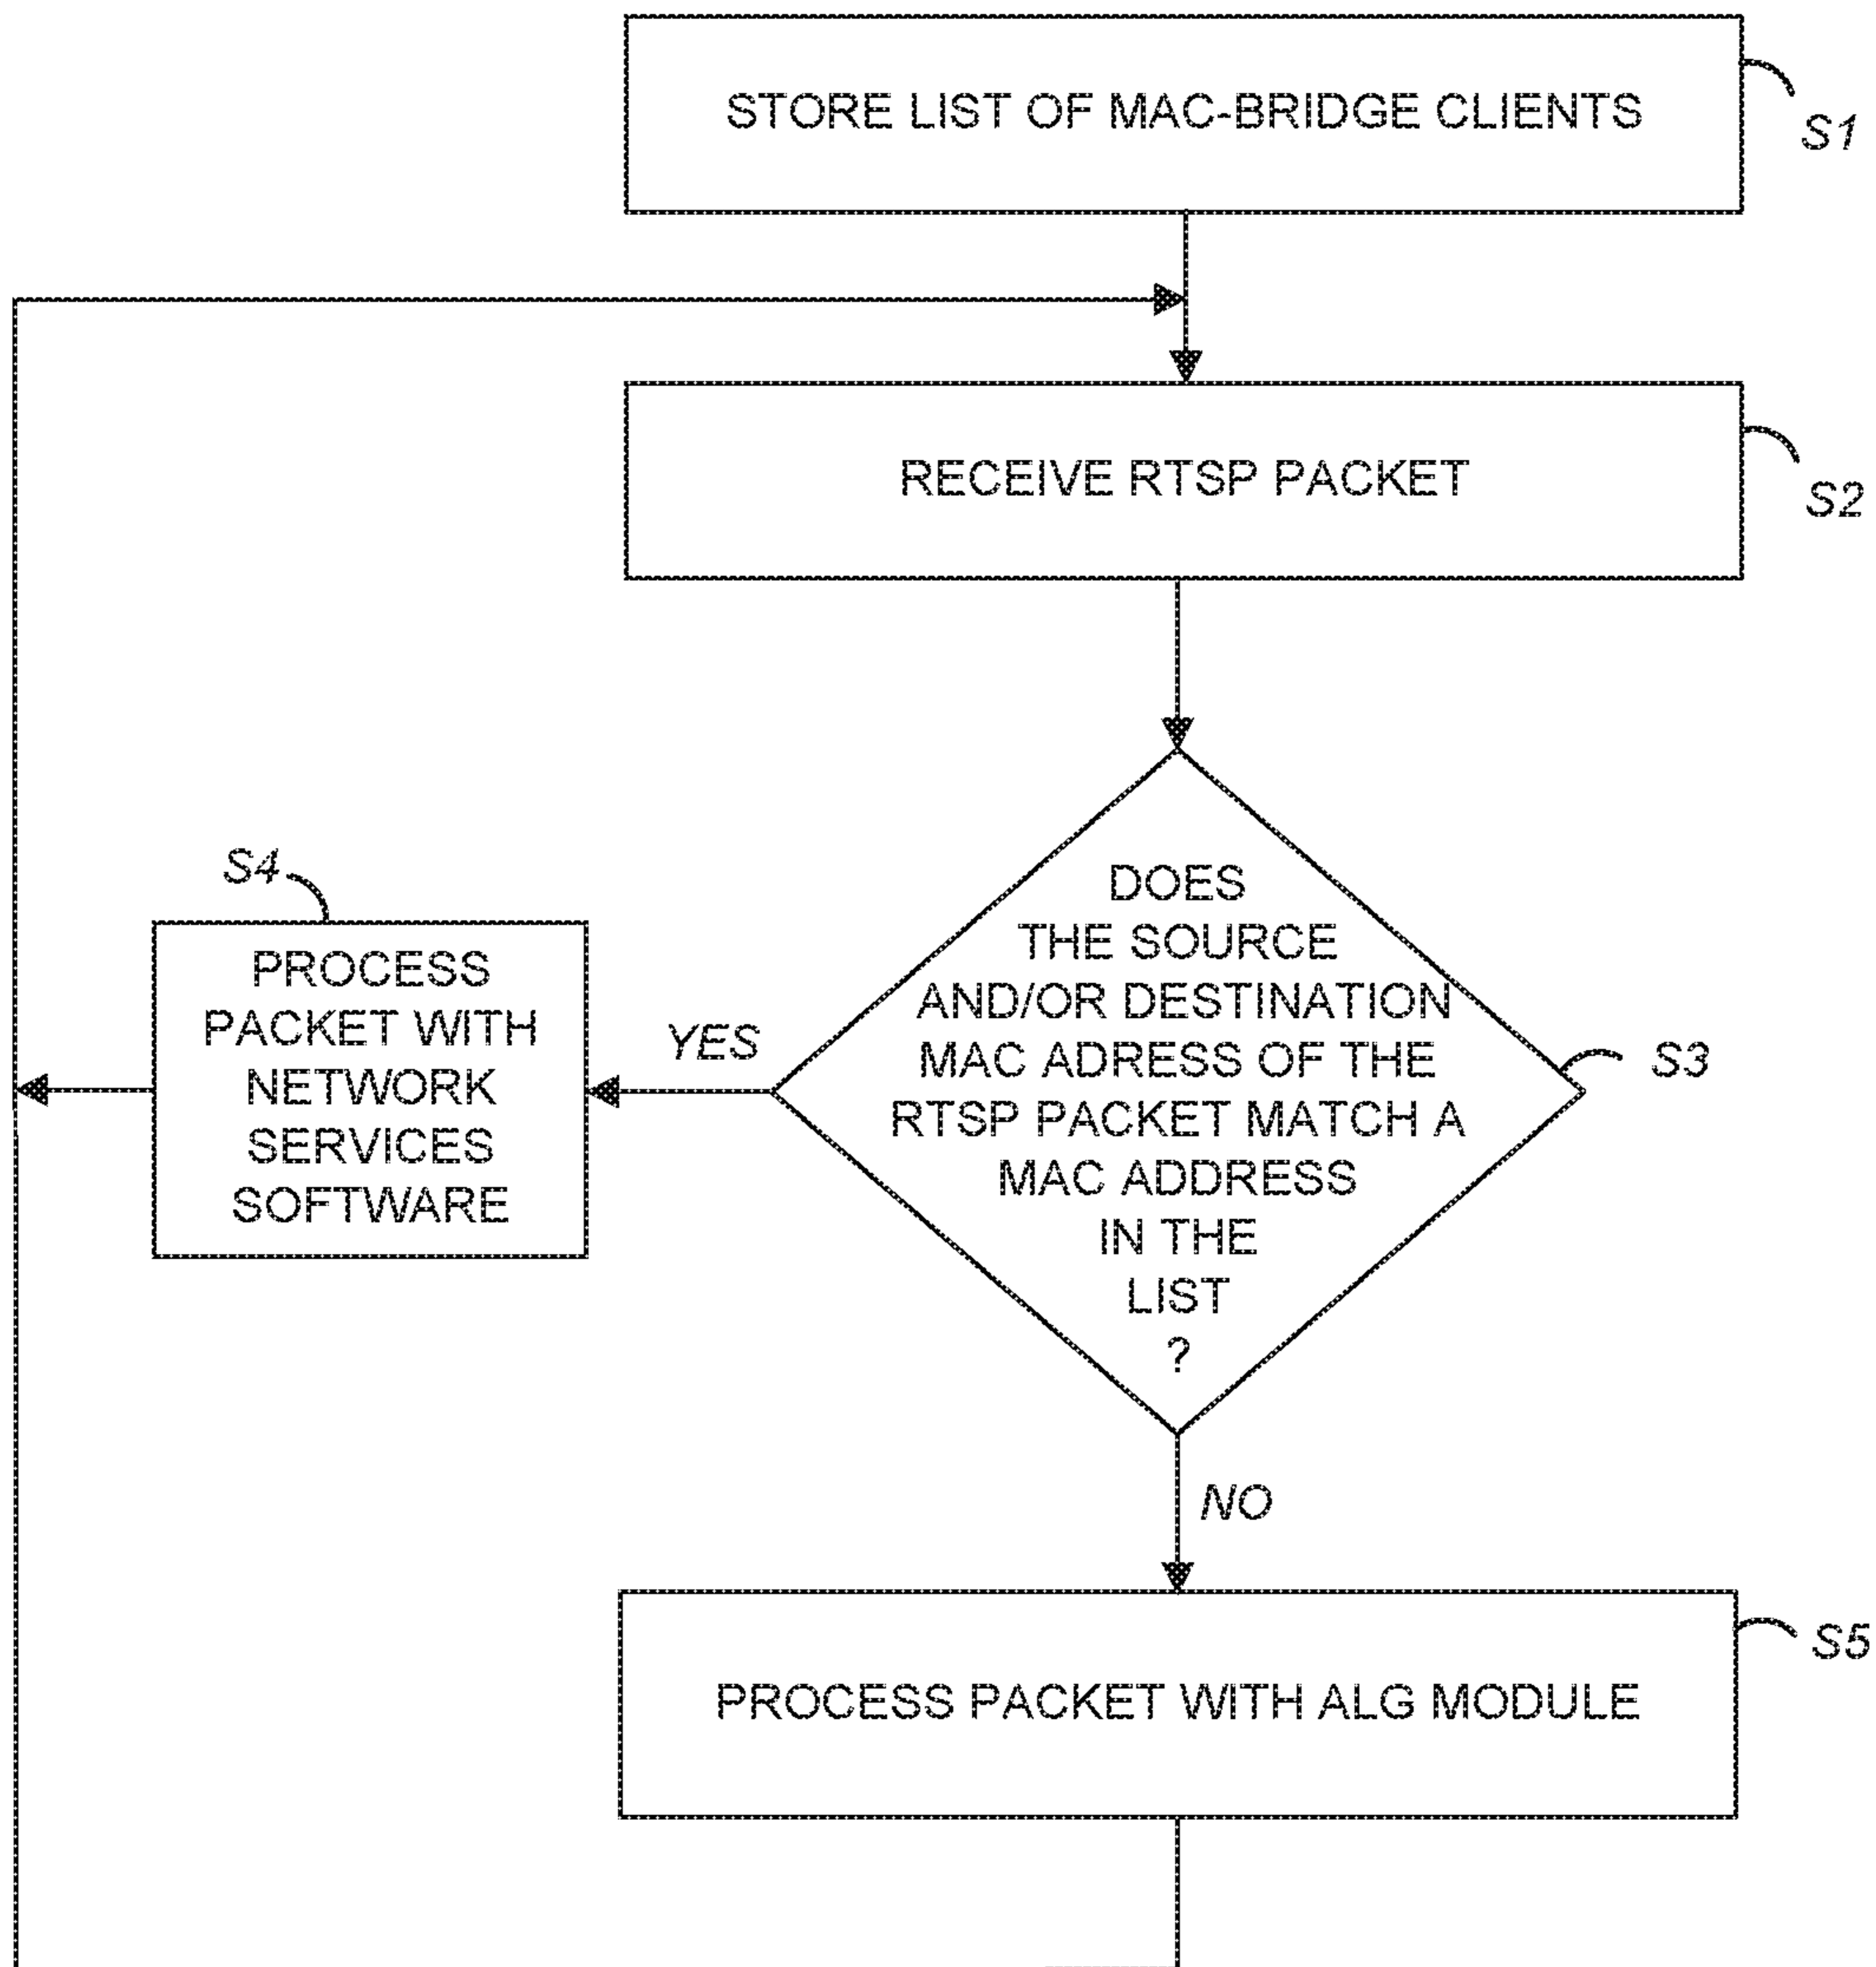 STORE LIST OF MAC-BRIDGE CLIENTS
S1
RECEIVE RTSP PACKET
S2
DOES
THE SOURCE
AND/OR DESTINATION
MAC ADRESS OF THE
RTSP PACKET MATCH A
MAC ADDRESS
IN THE
LIST
?
S3
YES
S4
PROCESS
PACKET WITH
NETWORK
SERVICES
SOFTWARE
NO
PROCESS PACKET WITH ALG MODULE
S5